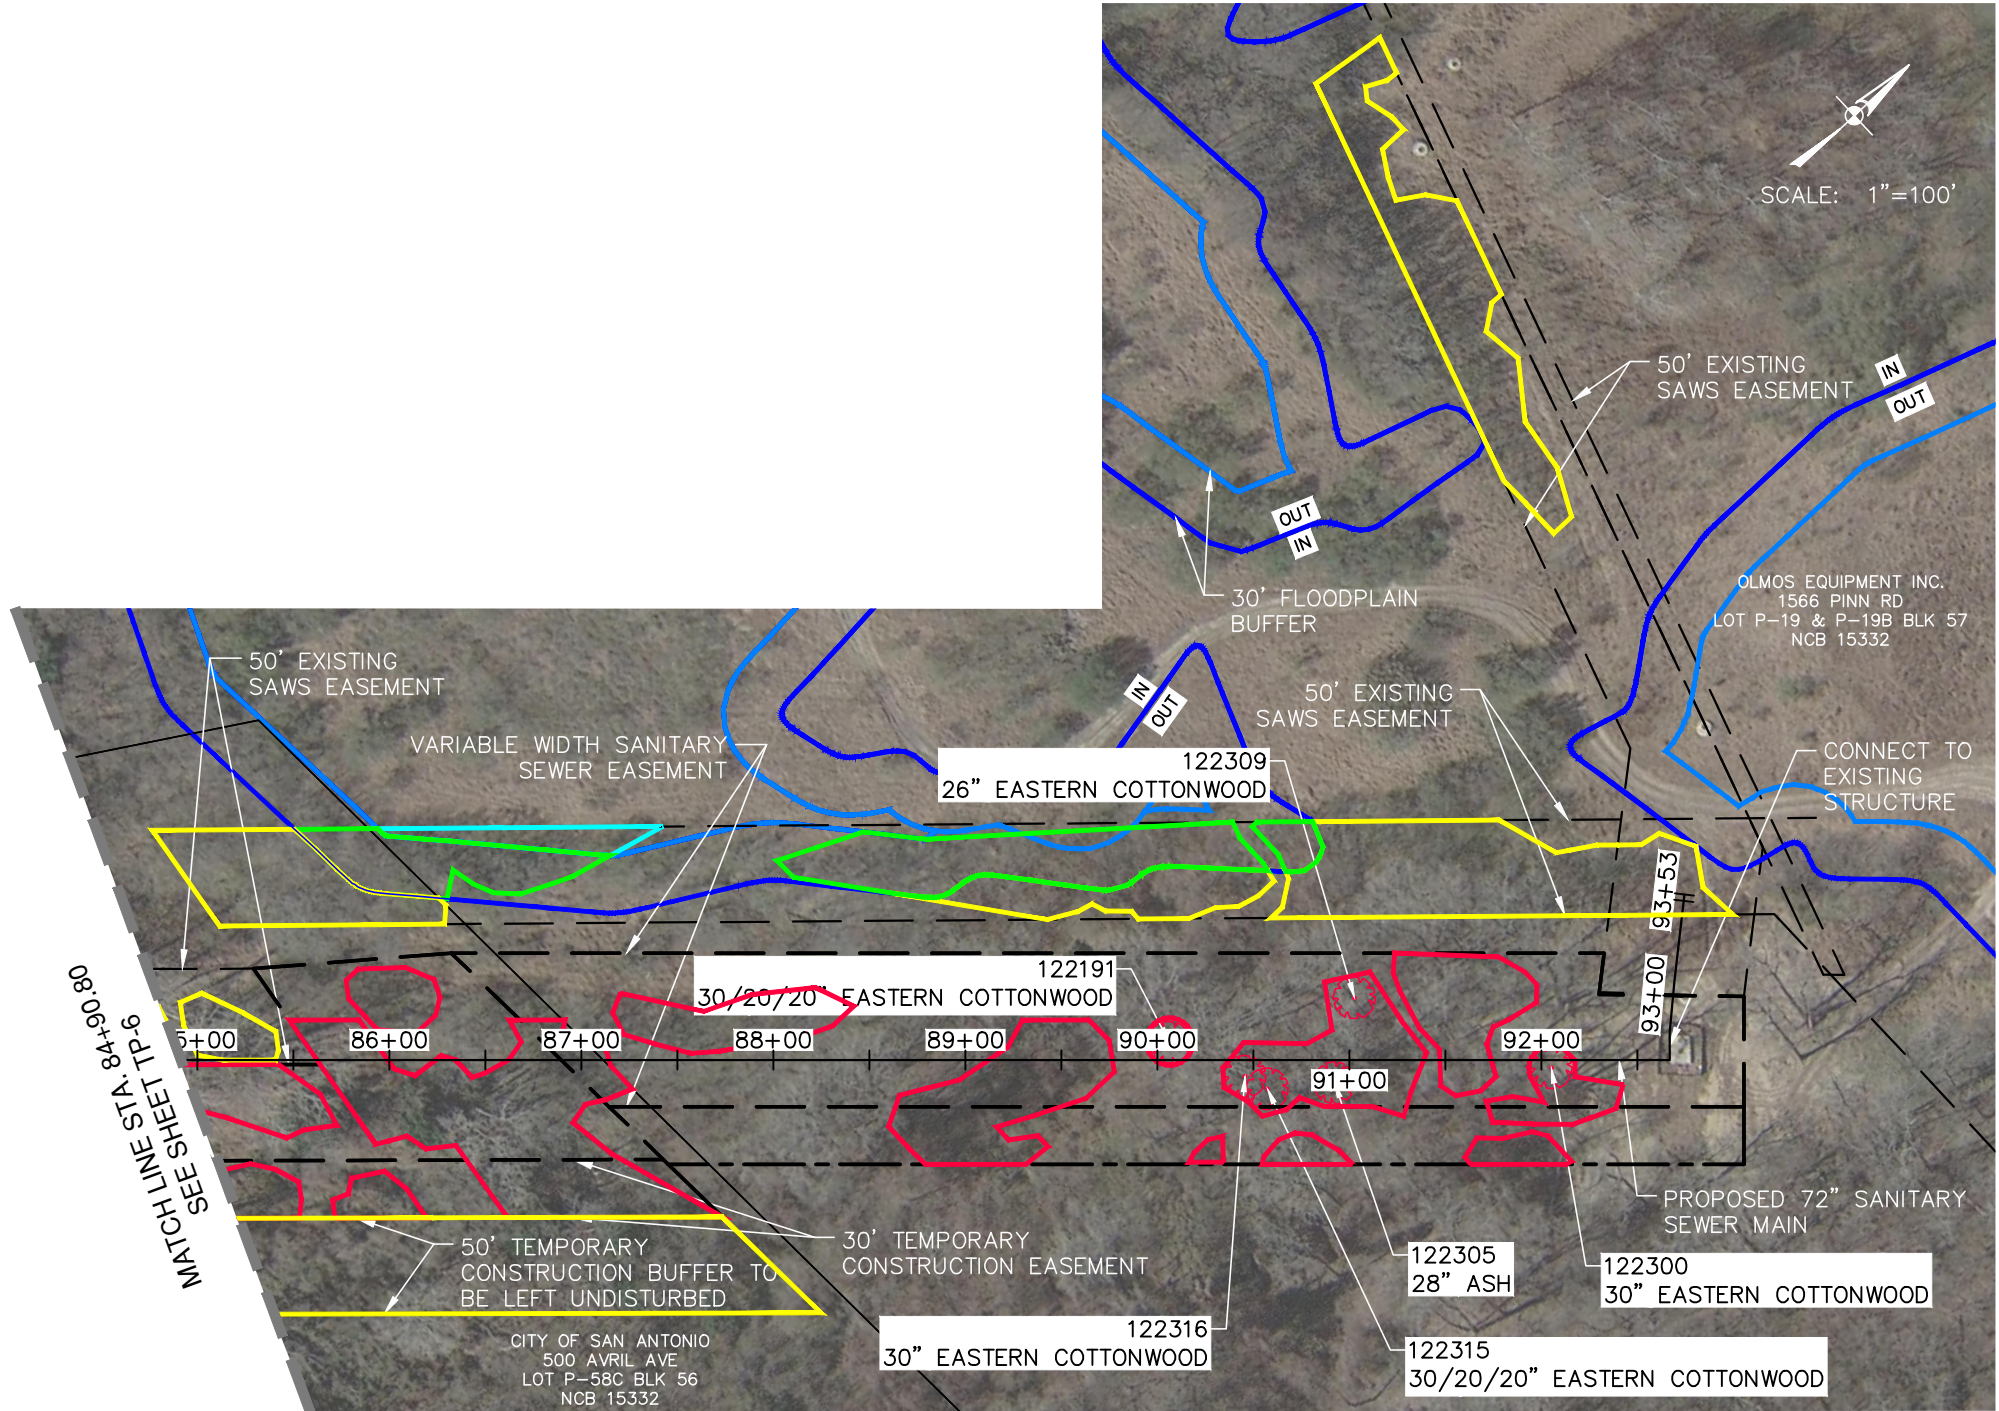 SCALE: 1"=100'
50' EXISTING
SAWS EASEMENT
IN
OUT
OUT
IN
30' FLOODPLAIN
BUFFER
OLMOS EQUIPMENT INC.
1566 PINN RD
LOT P-19 & P-19B BLK 57
NCB 15332
50' EXISTING
SAWS EASEMENT
IN
OUT
50' EXISTING
SAWS EASEMENT
VARIABLE WIDTH SANITARY
SEWER EASEMENT
122309
26" EASTERN COTTONWOOD
CONNECT TO
EXISTING
STRUCTURE
93+53
93+00
122191
30/20/20" EASTERN COTTONWOOD
MATCHLINE STA. 84+90.80
SEE SHEET TP-6
5+00
86+00
87+00
88+00
89+00
90+00
91+00
92+00
PROPOSED 72" SANITARY
SEWER MAIN
50' TEMPORARY
CONSTRUCTION BUFFER TO
BE LEFT UNDISTURBED
30' TEMPORARY
CONSTRUCTION EASEMENT
122305
28" ASH
122300
30" EASTERN COTTONWOOD
122316
30" EASTERN COTTONWOOD
122315
30/20/20" EASTERN COTTONWOOD
CITY OF SAN ANTONIO
500 AVRIL AVE
LOT P-58C BLK 56
NCB 15332